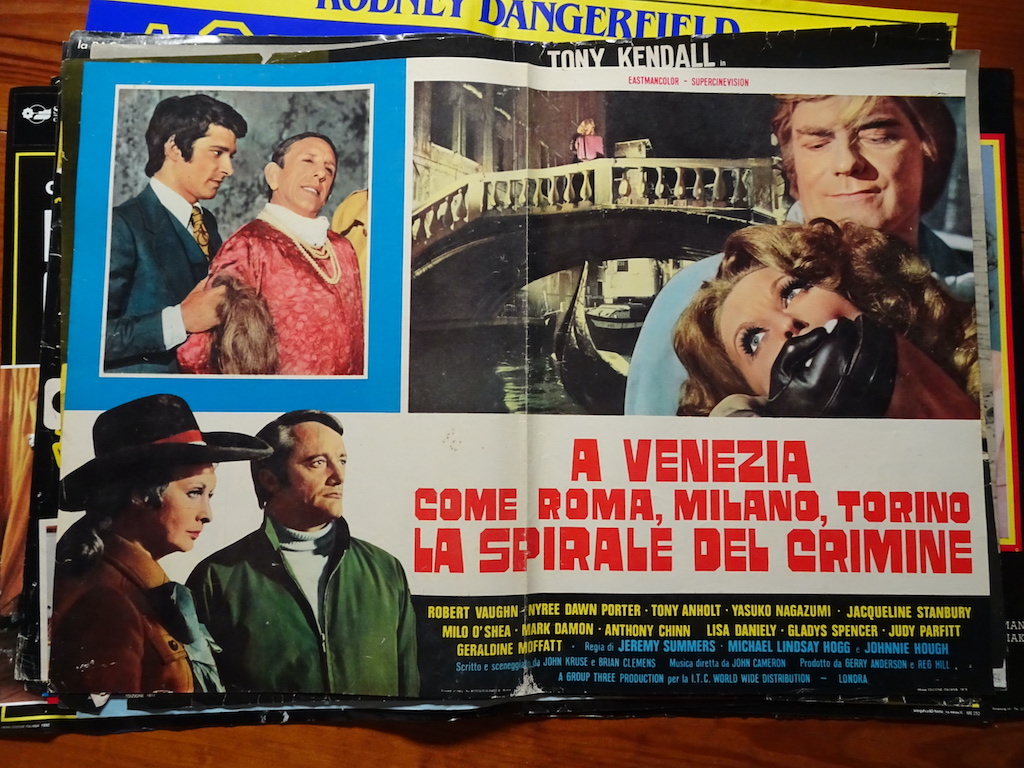 RODNEY DANGERFIELD
TONY KENDALL in
EASTMANCOLOR - SUPERCINEVISION
A VENEZIA
COME ROMA, MILANO, TORINO
LA SPIRALE DEL CRIMINE
ROBERT VAUGHN · NYREE DAWN PORTER · TONY ANHOLT · YASUKO NAGAZUMI · JACQUELINE STANBURY
MILO O'SHEA · MARK DAMON · ANTHONY CHINN LISA DANIELY · GLADYS SPENCER · JUDY PARFITT
GERALDINE MOFFATT · Regia di JEREMY SUMMERS · MICHAEL LINDSAY HOGG e JOHNNIE HOUGH
Scritto e sceneggiato da JOHN KRUSE e BRIAN CLEMENS Musica diretta da JOHN CAMERON Prodotto da GERRY ANDERSON e REG HILL
A GROUP THREE PRODUCTION per la I.T.C. WORLD WIDE DISTRIBUTION - LONDRA